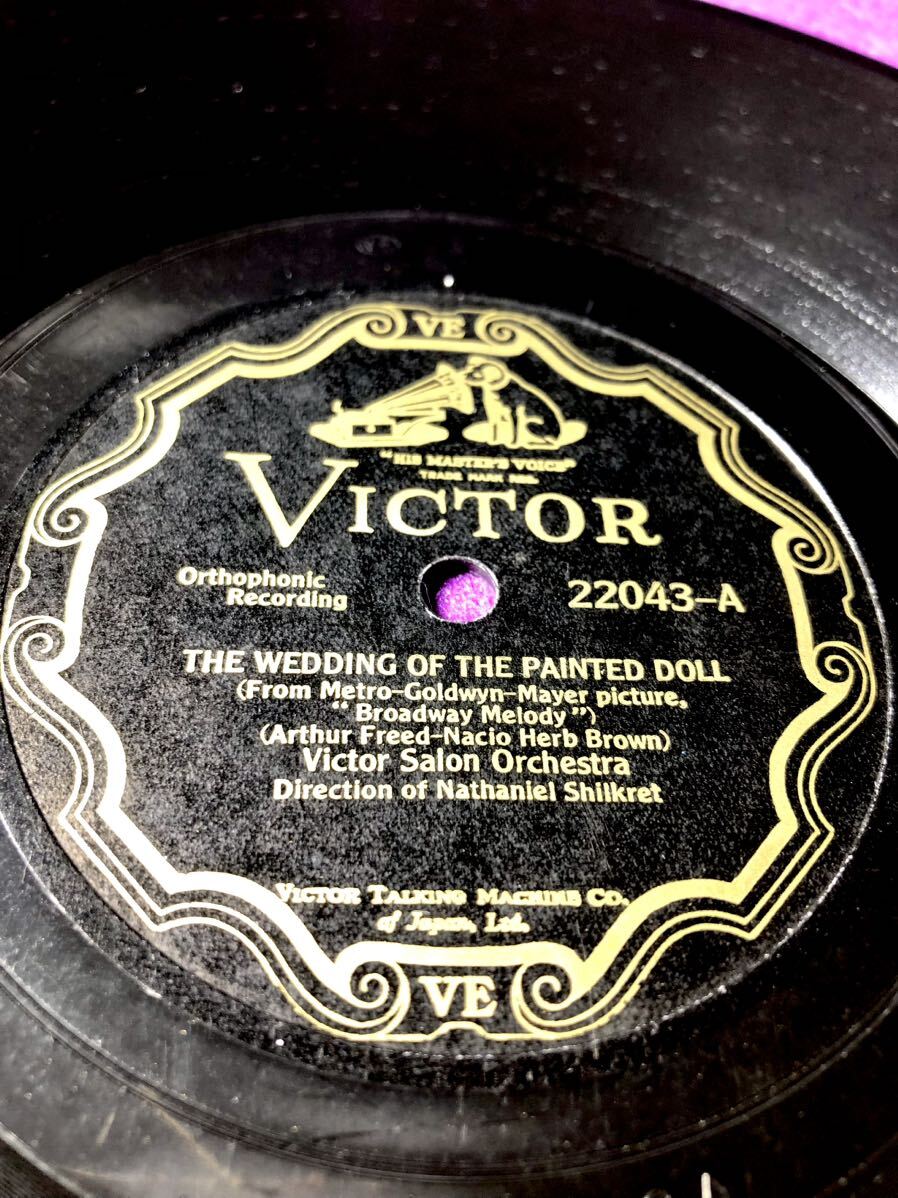 VE
"HIS MASTER'S VOICE"
TRADE MARK REG.
VICTOR
Orthophonic
Recording
22043-A
THE WEDDING OF THE PAINTED DOLL
(From Metro-Goldwyn-Mayer picture,
"Broadway Melody")
(Arthur Freed-Nacio Herb Brown)
Victor Salon Orchestra
Direction of Nathaniel Shilkret
VICTOR TALKING MACHINE CO.
of Japan, Ltd.
VE